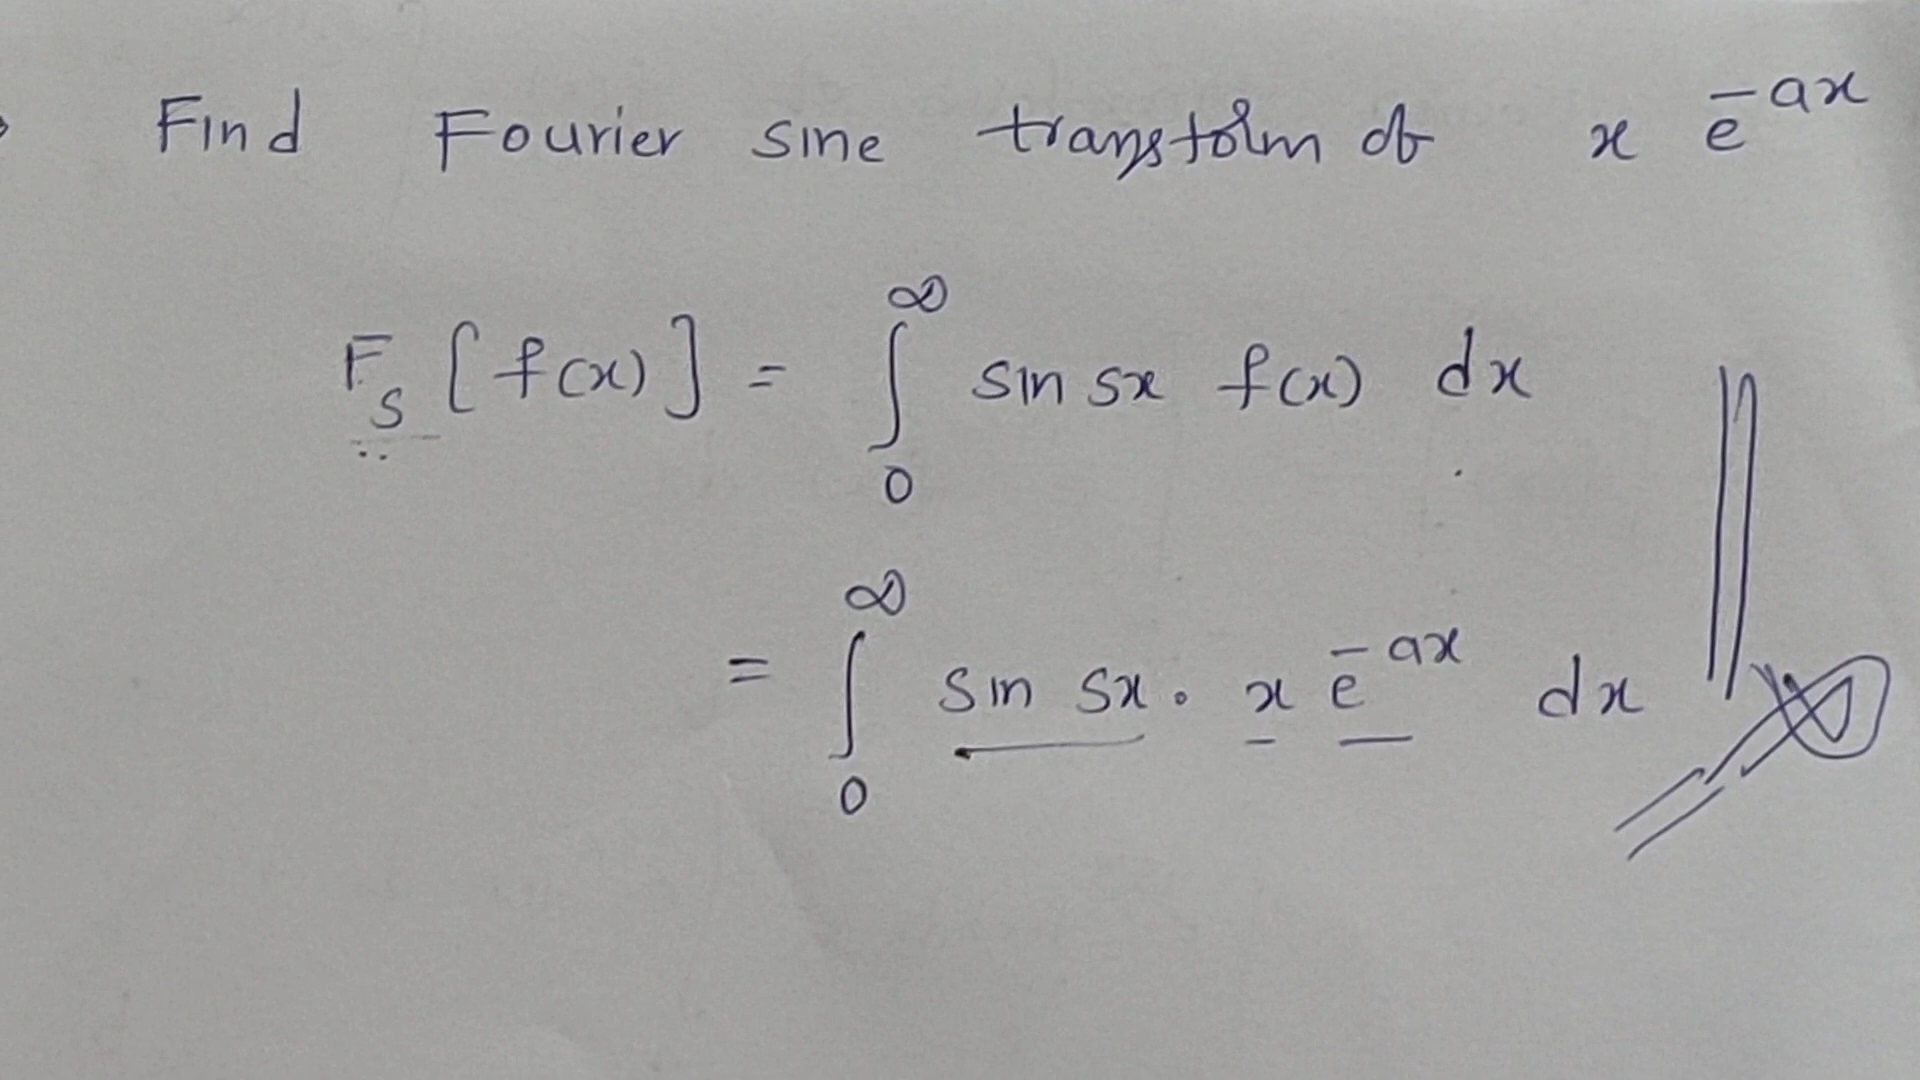 Find Fourier sine transform of x e^{-ax}
F_s [f(x)] = ∫_0^∞ sin sx f(x) dx
= ∫_0^∞ sin sx . x e^{-ax} dx